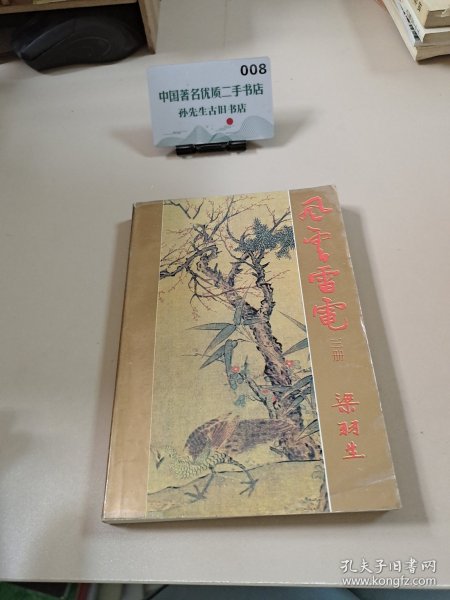 008
中国著名优质二手书店
孙先生古旧书店
风云雷電
三册
梁羽生
孔夫子旧书网
www.kongfz.com